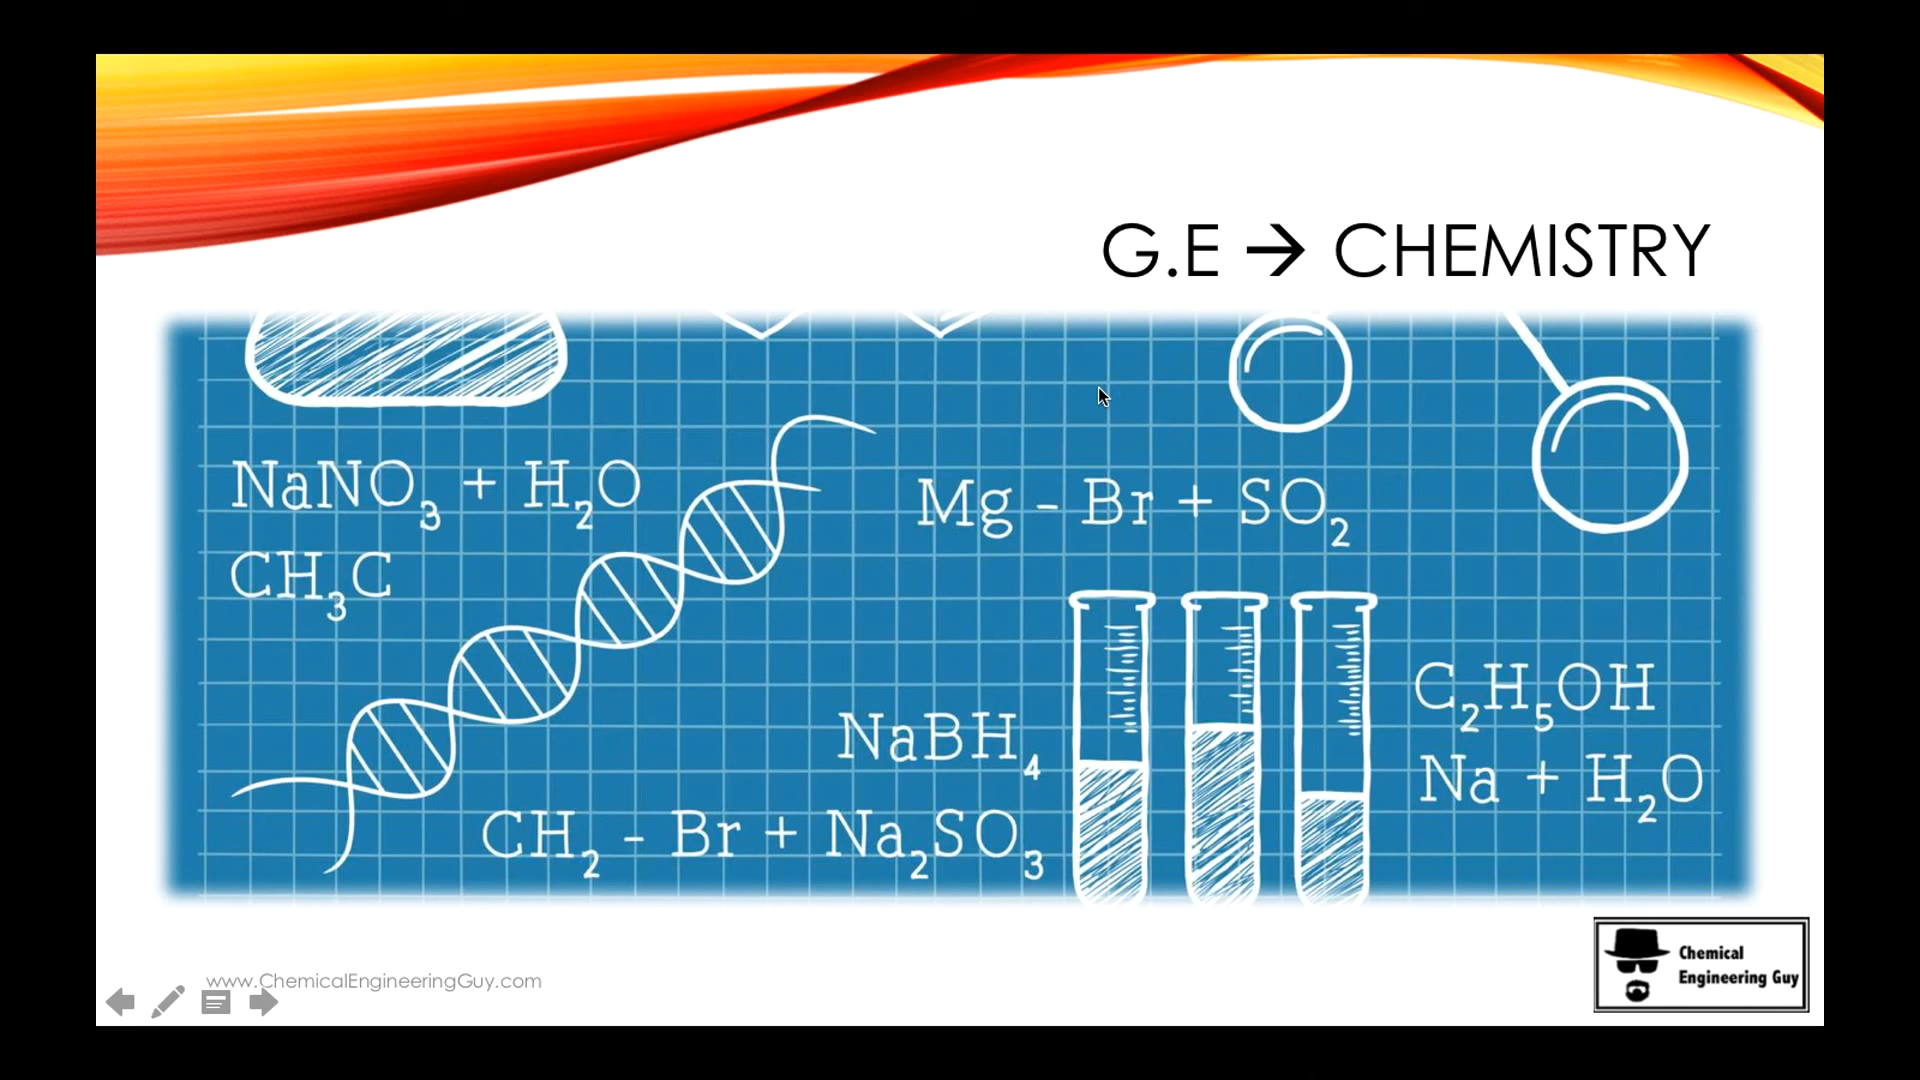 G.E → CHEMISTRY
NaNO₃ + H₂O
CH₃C
Mg - Br + SO₂
NaBH₄
CH₂ - Br + Na₂SO₃
C₂H₅OH
Na + H₂O
www.ChemicalEngineeringGuy.com
Chemical
Engineering Guy